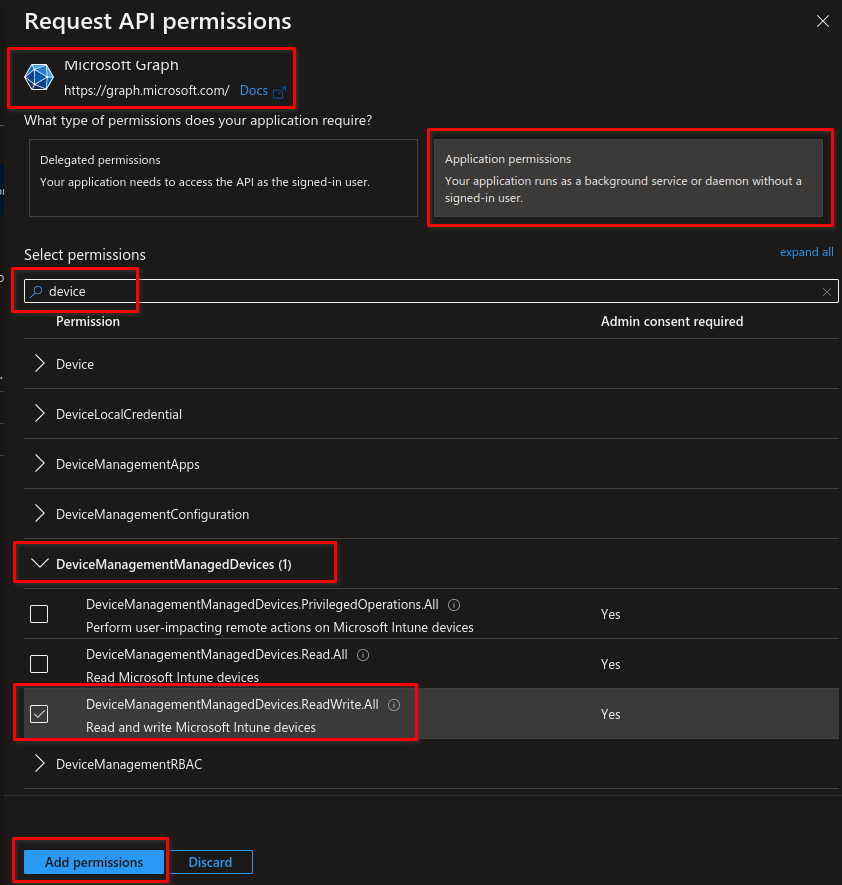 Request API permissions
Microsoft Graph
https://graph.microsoft.com/ Docs
What type of permissions does your application require?
Delegated permissions
Your application needs to access the API as the signed-in user.
Application permissions
Your application runs as a background service or daemon without a
signed-in user.
Select permissions
expand all
device
Permission Admin consent required
Device
DeviceLocalCredential
DeviceManagementApps
DeviceManagementConfiguration
DeviceManagementManagedDevices (1)
DeviceManagementManagedDevices.PrivilegedOperations.All
Perform user-impacting remote actions on Microsoft Intune devices
Yes
DeviceManagementManagedDevices.Read.All
Read Microsoft Intune devices
Yes
DeviceManagementManagedDevices.ReadWrite.All
Read and write Microsoft Intune devices
Yes
DeviceManagementRBAC
Add permissions Discard